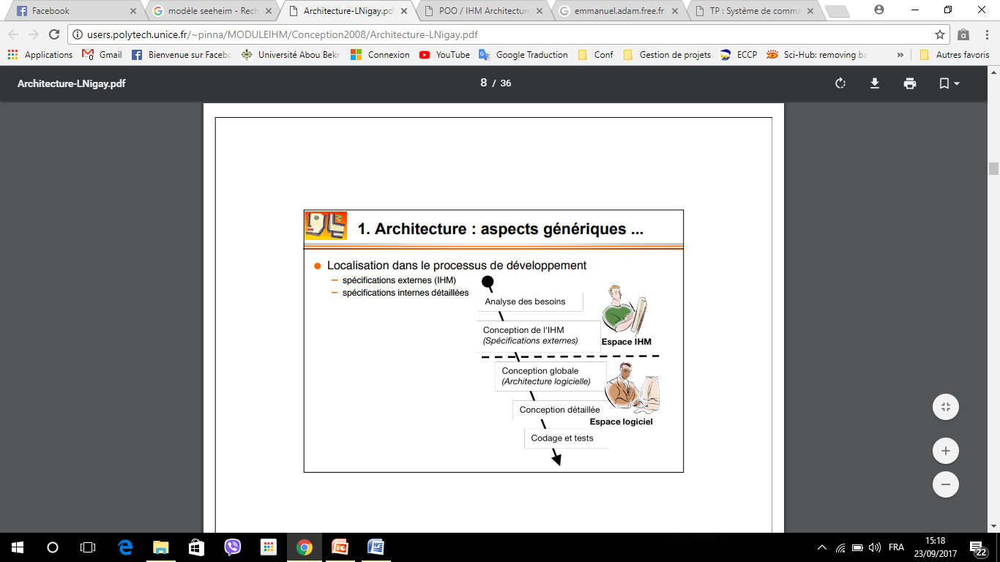 Facebook
modèle seeheim - Rech
Architecture-LNigay.pd
POO / IHM Architecture
emmanuel.adam.free.fr
TP : Système de comma
users.polytech.unice.fr/~pinna/MODULEIHM/Conception2008/Architecture-LNigay.pdf
Applications
Gmail
Bienvenue sur Facebo
Université Abou Bekr
Connexion
YouTube
Google Traduction
Conf
Gestion de projets
ECCP
Sci-Hub: removing ba
»
Autres favoris
Architecture-LNigay.pdf
8 / 36
1. Architecture : aspects génériques ...
Localisation dans le processus de développement
– spécifications externes (IHM)
– spécifications internes détaillées
Analyse des besoins
Conception de l'IHM
(Spécifications externes)
Espace IHM
Conception globale
(Architecture logicielle)
Conception détaillée
Espace logiciel
Codage et tests
FRA
15:18
23/09/2017
22